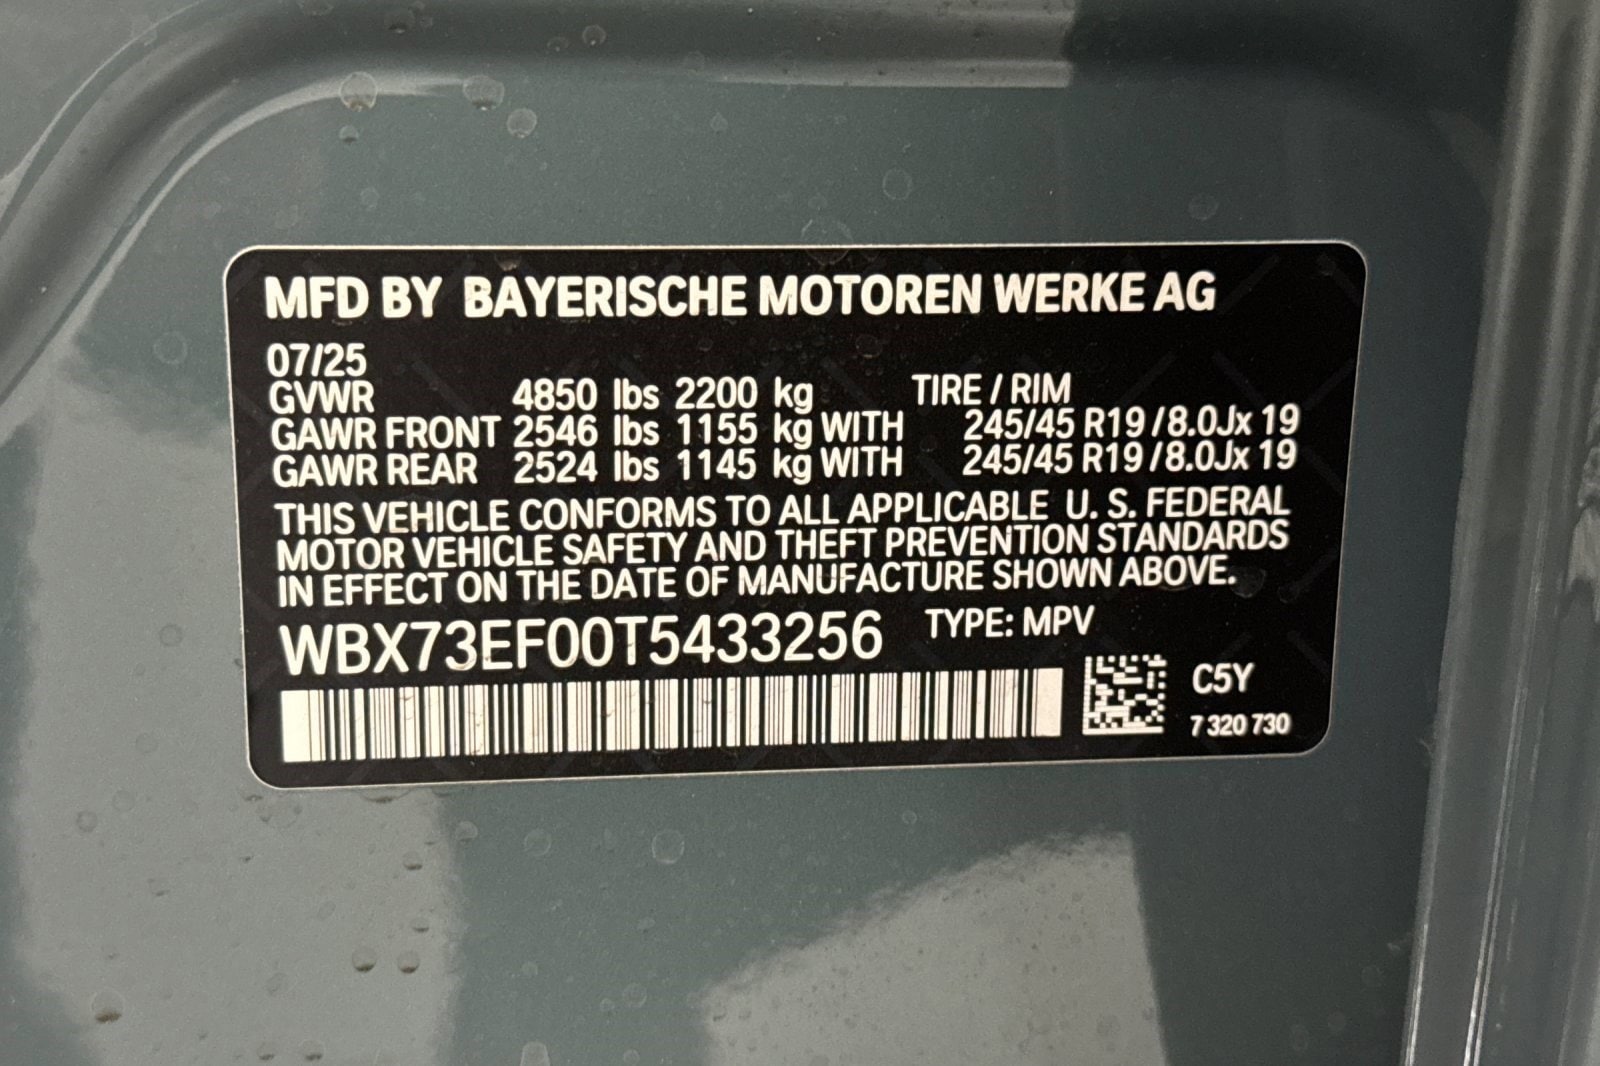 MFD BY BAYERISCHE MOTOREN WERKE AG
07/25
GVWR 4850 lbs 2200 kg TIRE / RIM
GAWR FRONT 2546 lbs 1155 kg WITH 245/45 R19 /8.0Jx 19
GAWR REAR 2524 lbs 1145 kg WITH 245/45 R19 /8.0Jx 19
THIS VEHICLE CONFORMS TO ALL APPLICABLE U. S. FEDERAL
MOTOR VEHICLE SAFETY AND THEFT PREVENTION STANDARDS
IN EFFECT ON THE DATE OF MANUFACTURE SHOWN ABOVE.
WBX73EF00T5433256 TYPE: MPV
C5Y
7 320 730